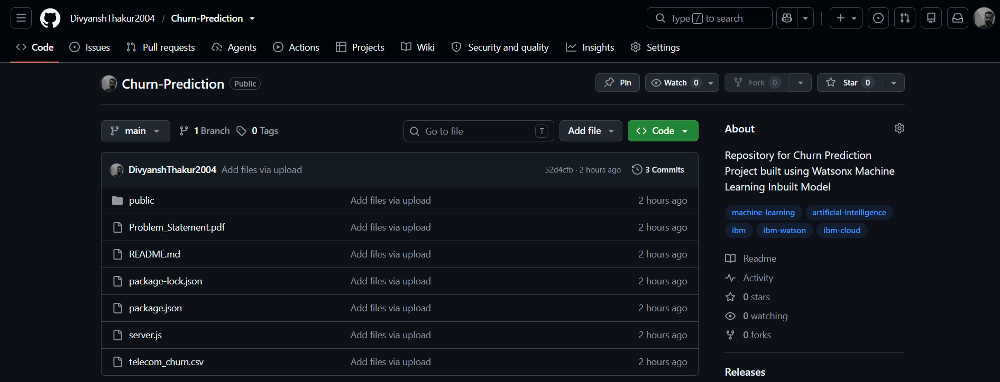 DivyanshThakur2004 / Churn-Prediction
Type / to search
Code Issues Pull requests Agents Actions Projects Wiki Security and quality Insights Settings
Churn-Prediction Public
Pin Watch 0 Fork 0 Star 0
main 1 Branch 0 Tags Go to file T Add file Code
DivyanshThakur2004 Add files via upload 52d4cfb · 2 hours ago 3 Commits
public Add files via upload 2 hours ago
Problem_Statement.pdf Add files via upload 2 hours ago
README.md Add files via upload 2 hours ago
package-lock.json Add files via upload 2 hours ago
package.json Add files via upload 2 hours ago
server.js Add files via upload 2 hours ago
telecom_churn.csv Add files via upload 2 hours ago
About
Repository for Churn Prediction
Project built using Watsonx Machine
Learning Inbuilt Model
machine-learning artificial-intelligence
ibm ibm-watson ibm-cloud
Readme
Activity
0 stars
0 watching
0 forks
Releases